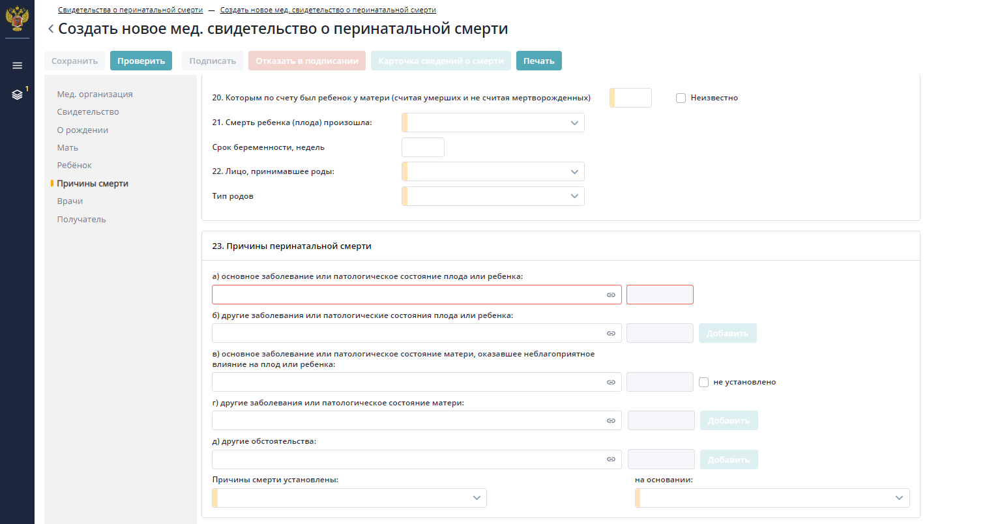 Свидетельства о перинатальной смерти — Создать новое мед. свидетельство о перинатальной смерти
Создать новое мед. свидетельство о перинатальной смерти
Сохранить Проверить Подписать Отказать в подписании Карточка сведений о смерти Печать
1
Мед. организация
Свидетельство
О рождении
Мать
Ребёнок
Причины смерти
Врачи
Получатель
20. Которым по счету был ребенок у матери (считая умерших и не считая мертворожденных) Неизвестно
21. Смерть ребенка (плода) произошла:
Срок беременности, недель
22. Лицо, принимавшее роды:
Тип родов
23. Причины перинатальной смерти
а) основное заболевание или патологическое состояние плода или ребенка:
б) другие заболевания или патологические состояния плода или ребенка:
Добавить
в) основное заболевание или патологическое состояние матери, оказавшее неблагоприятное
влияние на плод или ребенка:
не установлено
г) другие заболевания или патологическое состояние матери:
Добавить
д) другие обстоятельства:
Добавить
Причины смерти установлены: на основании: